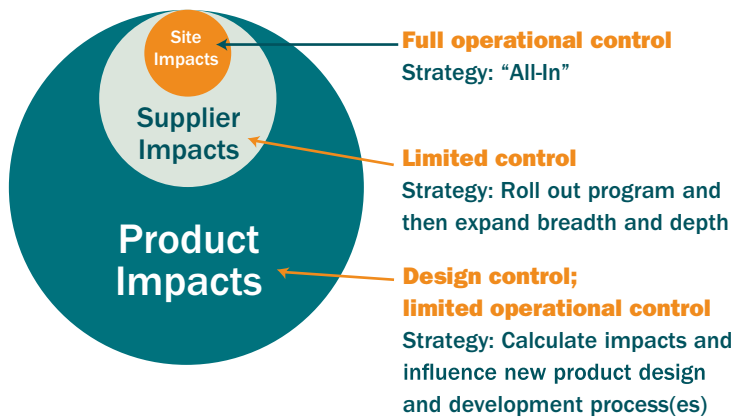 Site
Impacts
Supplier
Impacts
Product
Impacts
Full operational control
Strategy: “All-In”
Limited control
Strategy: Roll out program and
then expand breadth and depth
Design control;
limited operational control
Strategy: Calculate impacts and
influence new product design
and development process(es)